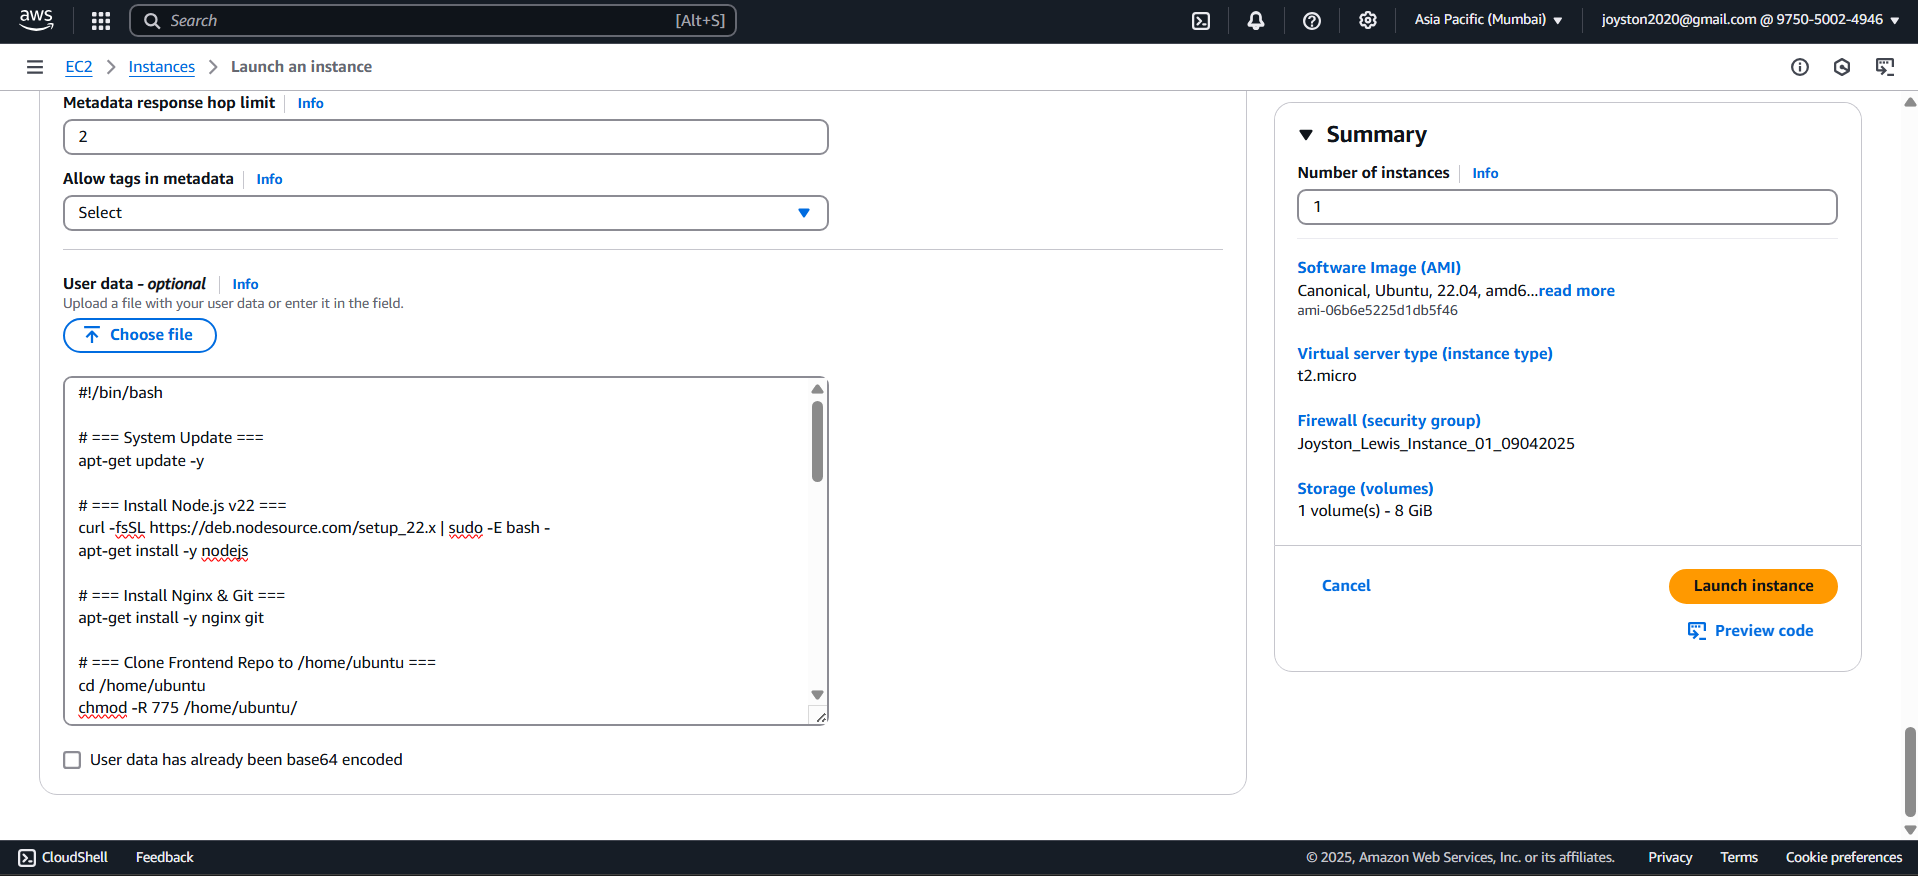 aws
Search [Alt+S]
Asia Pacific (Mumbai)
joyston2020@gmail.com @ 9750-5002-4946
EC2 > Instances > Launch an instance
Metadata response hop limit Info
2
Allow tags in metadata Info
Select
User data - optional Info
Upload a file with your user data or enter it in the field.
Choose file
#!/bin/bash
# === System Update ===
apt-get update -y
# === Install Node.js v22 ===
curl -fsSL https://deb.nodesource.com/setup_22.x | sudo -E bash -
apt-get install -y nodejs
# === Install Nginx & Git ===
apt-get install -y nginx git
# === Clone Frontend Repo to /home/ubuntu ===
cd /home/ubuntu
chmod -R 775 /home/ubuntu/
User data has already been base64 encoded
Summary
Number of instances Info
1
Software Image (AMI)
Canonical, Ubuntu, 22.04, amd6...read more
ami-06b6e5225d1db5f46
Virtual server type (instance type)
t2.micro
Firewall (security group)
Joyston_Lewis_Instance_01_09042025
Storage (volumes)
1 volume(s) - 8 GiB
Cancel
Launch instance
Preview code
CloudShell Feedback
© 2025, Amazon Web Services, Inc. or its affiliates. Privacy Terms Cookie preferences